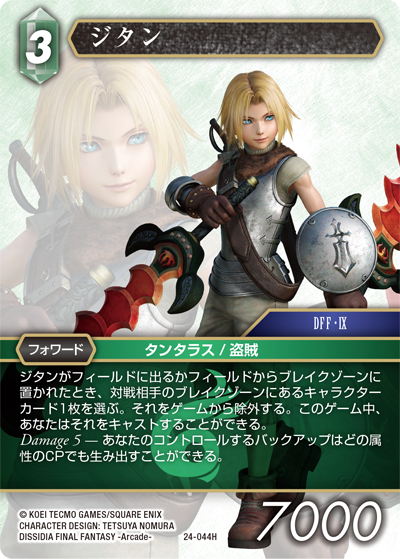 3
ジタン
DFF・IX
フォワード
タンタラス / 盗賊
ジタンがフィールドに出るかフィールドからブレイクゾーンに
置かれたとき、対戦相手のブレイクゾーンにあるキャラクター
カード1枚を選ぶ。それをゲームから除外する。このゲーム中、
あなたはそれをキャストすることができる。
Damage 5 — あなたのコントロールするバックアップはどの属
性のCPでも生み出すことができる。
© KOEI TECMO GAMES/SQUARE ENIX
CHARACTER DESIGN: TETSUYA NOMURA
DISSIDIA FINAL FANTASY -Arcade-
24-044H
7000